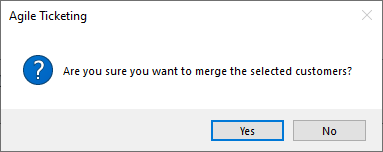 Agile Ticketing
Are you sure you want to merge the selected customers?
Yes No